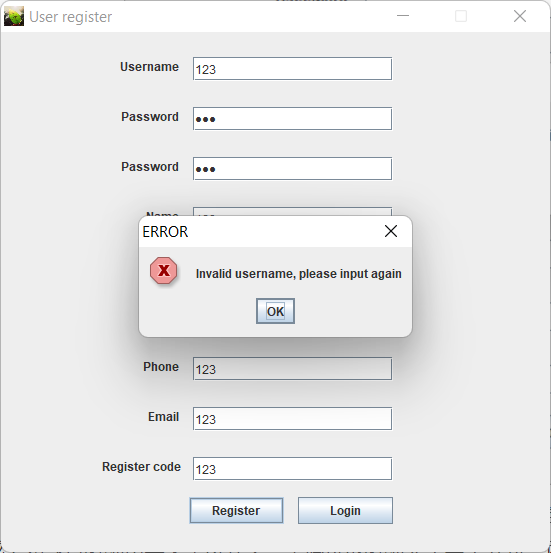 User register
Username 123
Password •••
Password •••
ERROR
Invalid username, please input again
OK
Phone 123
Email 123
Register code 123
Register Login